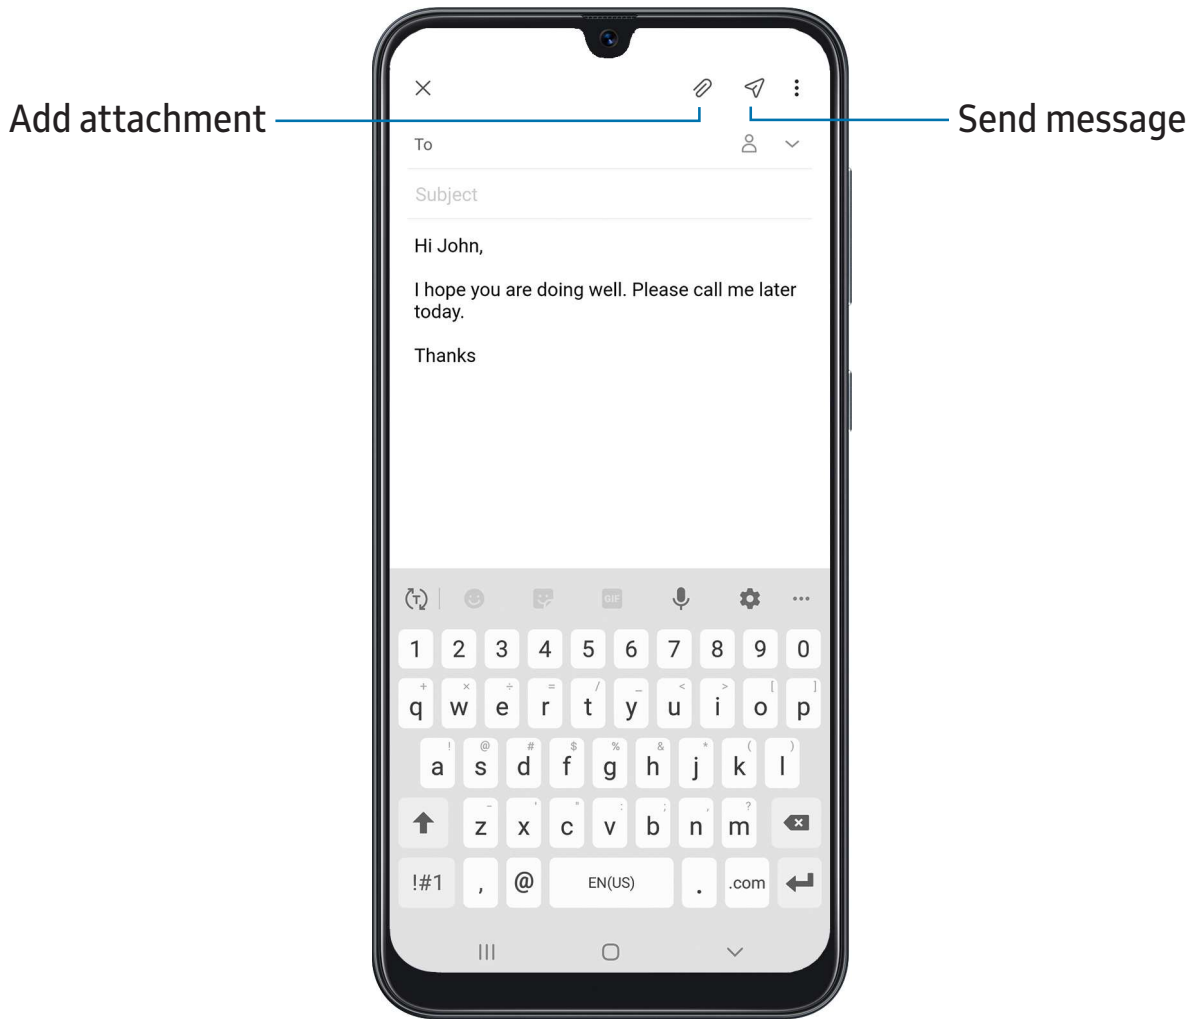 Add attachment
Send message
To
Subject
Hi John,
I hope you are doing well. Please call me later
today.
Thanks
T
GIF
1 2 3 4 5 6 7 8 9 0
+ × ÷ = / _ < > [ ]
q w e r t y u i o p
! @ # $ % & * ( )
a s d f g h j k l
- ' " : ; , ?
z x c v b n m
!#1 , @ EN(US) . .com